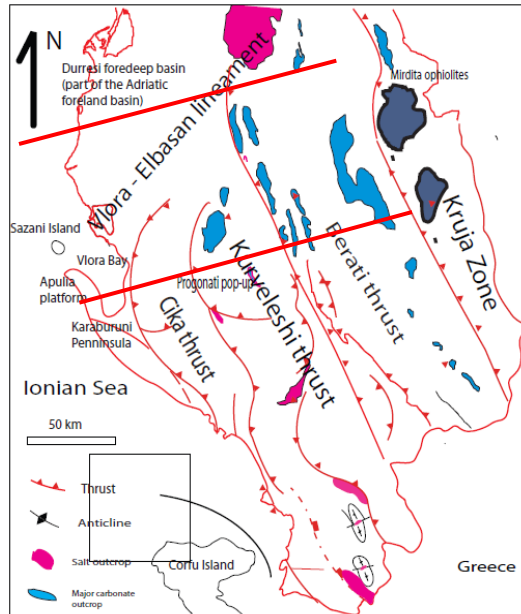 N
Durresi foredeep basin
(part of the Adriatic
foreland basin)
Mirdita ophiolites
Vlora - Elbasan lineament
Sazani Island
Vlora Bay
Apulia
platform
Karaburuni
Penninsula
Progonati pop-up
Cika thrust
Kurveleshi thrust
Berati thrust
Kruja Zone
Ionian Sea
50 km
Thrust
Anticline
Salt outcrop
Major carbonate
outcrop
Corfu Island
Greece